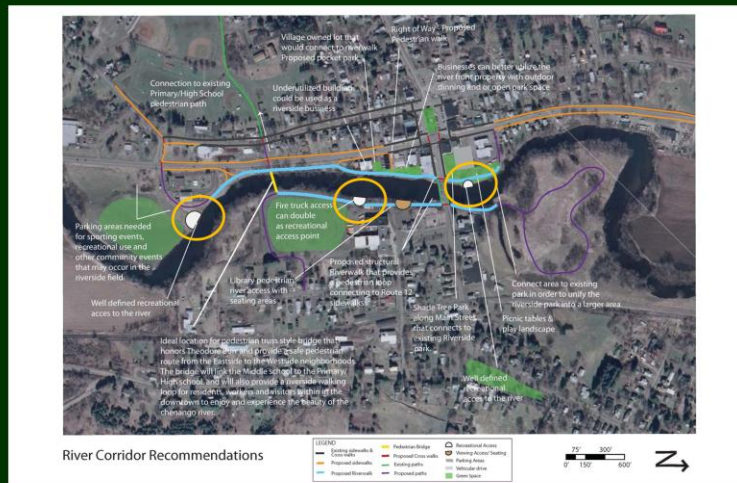 Village owned lot that
would connect to riverwalk
Proposed pocket park
Right of Way - Proposed
Pedestrian walk
Businesses can better utilize the
river front property with outdoor
dinning and or open park space
Connection to existing
Primary/High School
pedestrian path
Underutilized building
could be used as a
riverside business
Parking areas needed
for sporting events,
recreational use and
other community events
that may occur in the
riverside field.
Fire truck access
can double
as recreational
access point
Well defined recreational
acces to the river
Library pedestrian
river access with
seating areas
Proposed structural
Riverwalk that provides
a pedestrian loop
connecting to Route 12
sidewalks
Connect area to existing
park in order to unify the
riverside park into a larger area.
Shade Tree Park
along Main Street
that connects to
existing Riverside
park
Picnic tables &
play landscape
Ideal location for pedestrian truss style bridge that
honors Theodore Burr and provide a safe pedestrian
route from the Eastside to the Westside neighborhoods.
The bridge will link the Middle school to the Primary/
High school and will also provide a riverside walking
loop for residents, workers and visitors within in the
downtown to enjoy and experience the beauty of the
chenango river.
Well defined
recreational
acces to the river
River Corridor Recommendations
LEGEND
Existing sidewalks &
Cross walks
Proposed sidewalks
Proposed Riverwalk
Pedestrian Bridge
Proposed Cross walks
Existing paths
Proposed paths
Recreational Access
Viewing Access/ Seating
Parking Areas
Vehicular drive
Green Space
75' 300'
0' 150' 600'
N